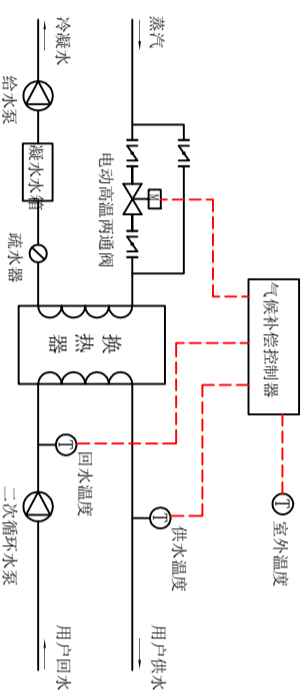 蒸汽
冷凝水
给水泵
凝水水箱
疏水器
电动高温两通阀
M
换热器
气候补偿控制器
T
室外温度
T
回水温度
T
供水温度
二次循环水泵
用户供水
用户回水